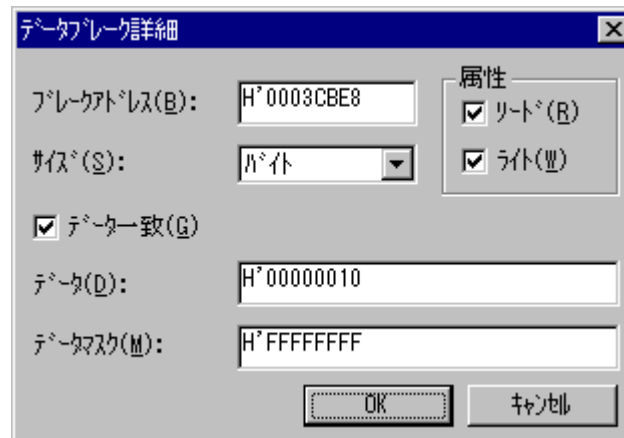 ﾃﾞｰﾀﾌﾞﾚｰｸ詳細
ﾌﾞﾚｰｸｱﾄﾞﾚｽ(B):
H'0003CBE8
属性
ﾘｰﾄﾞ(R)
ｻｲｽﾞ(S):
ﾊﾞｲﾄ
ﾗｲﾄ(W)
ﾃﾞｰﾀ一致(G)
ﾃﾞｰﾀ(D):
H'00000010
ﾃﾞｰﾀﾏｽｸ(M):
H'FFFFFFFF
OK
ｷｬﾝｾﾙ